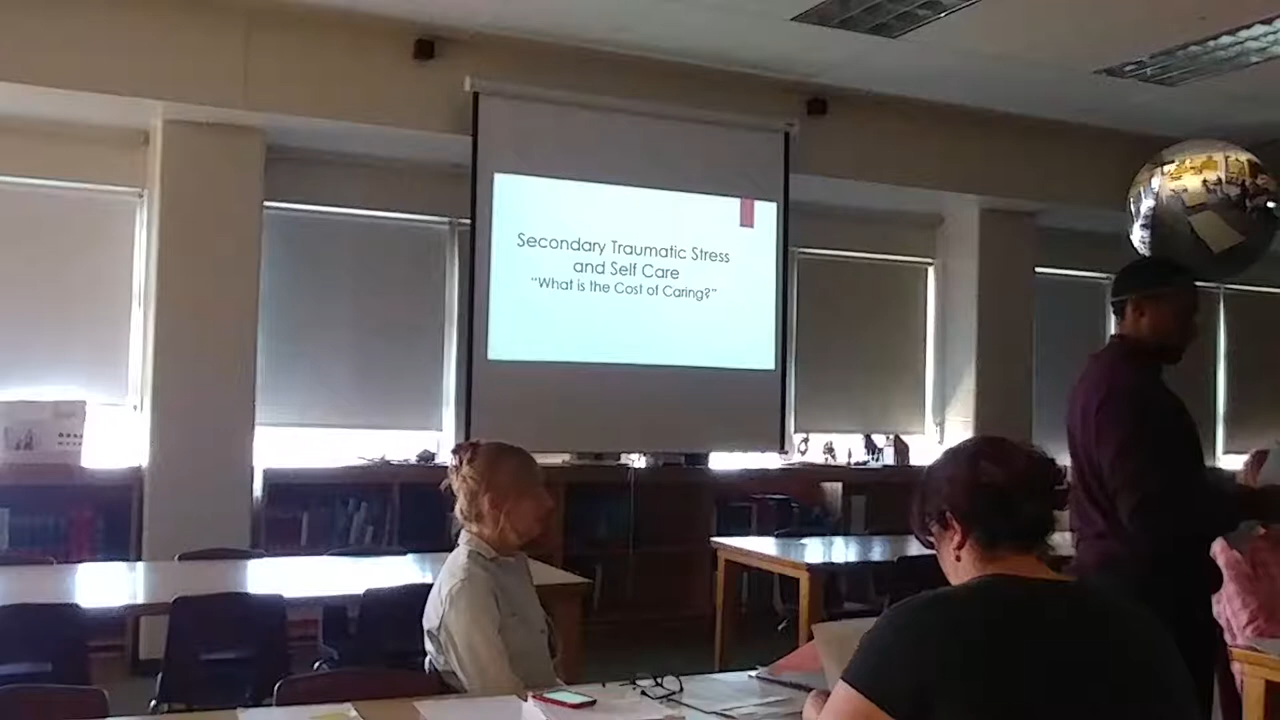 Secondary Traumatic Stress
and Self Care
"What is the Cost of Caring?"